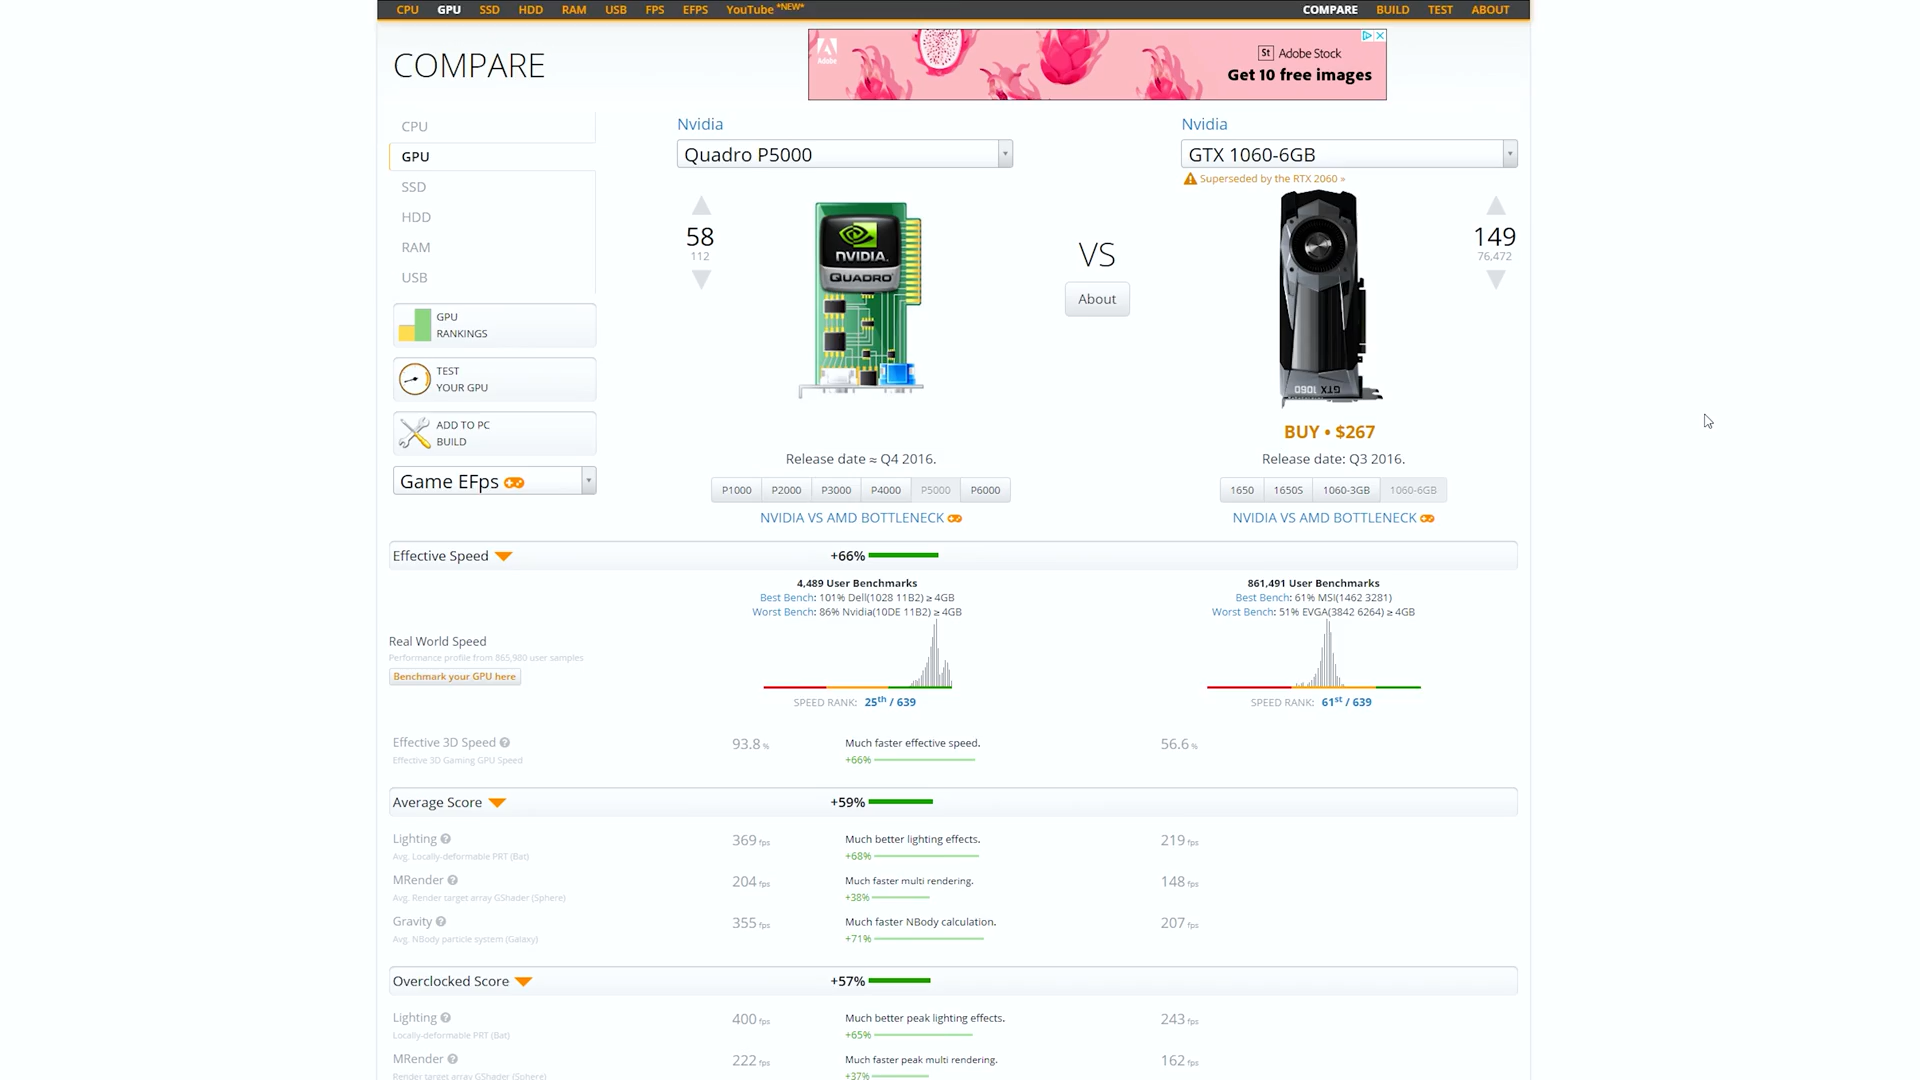 CPU GPU SSD HDD RAM USB FPS EFPS YouTube *NEW* COMPARE BUILD TEST ABOUT
COMPARE
Adobe
St Adobe Stock
Get 10 free images
CPU
GPU
SSD
HDD
RAM
USB
GPU
RANKINGS
TEST
YOUR GPU
ADD TO PC
BUILD
Game EFps
Nvidia
Quadro P5000
58
112
NVIDIA.
QUADRO
Release date ≈ Q4 2016.
P1000 P2000 P3000 P4000 P5000 P6000
NVIDIA VS AMD BOTTLENECK
VS
About
Nvidia
GTX 1060-6GB
Superseded by the RTX 2060 »
149
76,472
GTX 1060
BUY • $267
Release date: Q3 2016.
1650 1650S 1060-3GB 1060-6GB
NVIDIA VS AMD BOTTLENECK
Effective Speed +66%
Real World Speed
Performance profile from 865,980 user samples
Benchmark your GPU here
4,489 User Benchmarks
Best Bench: 101% Dell(1028 11B2) ≥ 4GB
Worst Bench: 86% Nvidia(10DE 11B2) ≥ 4GB
SPEED RANK: 25th / 639
861,491 User Benchmarks
Best Bench: 61% MSI(1462 3281)
Worst Bench: 51% EVGA(3842 6264) ≥ 4GB
SPEED RANK: 61st / 639
Effective 3D Speed 93.8 % Much faster effective speed. 56.6 %
Effective 3D Gaming GPU Speed +66%
Average Score +59%
Lighting 369 fps Much better lighting effects. 219 fps
Avg. Locally-deformable PRT (Bat) +68%
MRender 204 fps Much faster multi rendering. 148 fps
Avg. Render target array GShader (Sphere) +38%
Gravity 355 fps Much faster NBody calculation. 207 fps
Avg. NBody particle system (Galaxy) +71%
Overclocked Score +57%
Lighting 400 fps Much better peak lighting effects. 243 fps
Locally-deformable PRT (Bat) +65%
MRender 222 fps Much faster peak multi rendering. 162 fps
Render target array GShader (Sphere) +37%